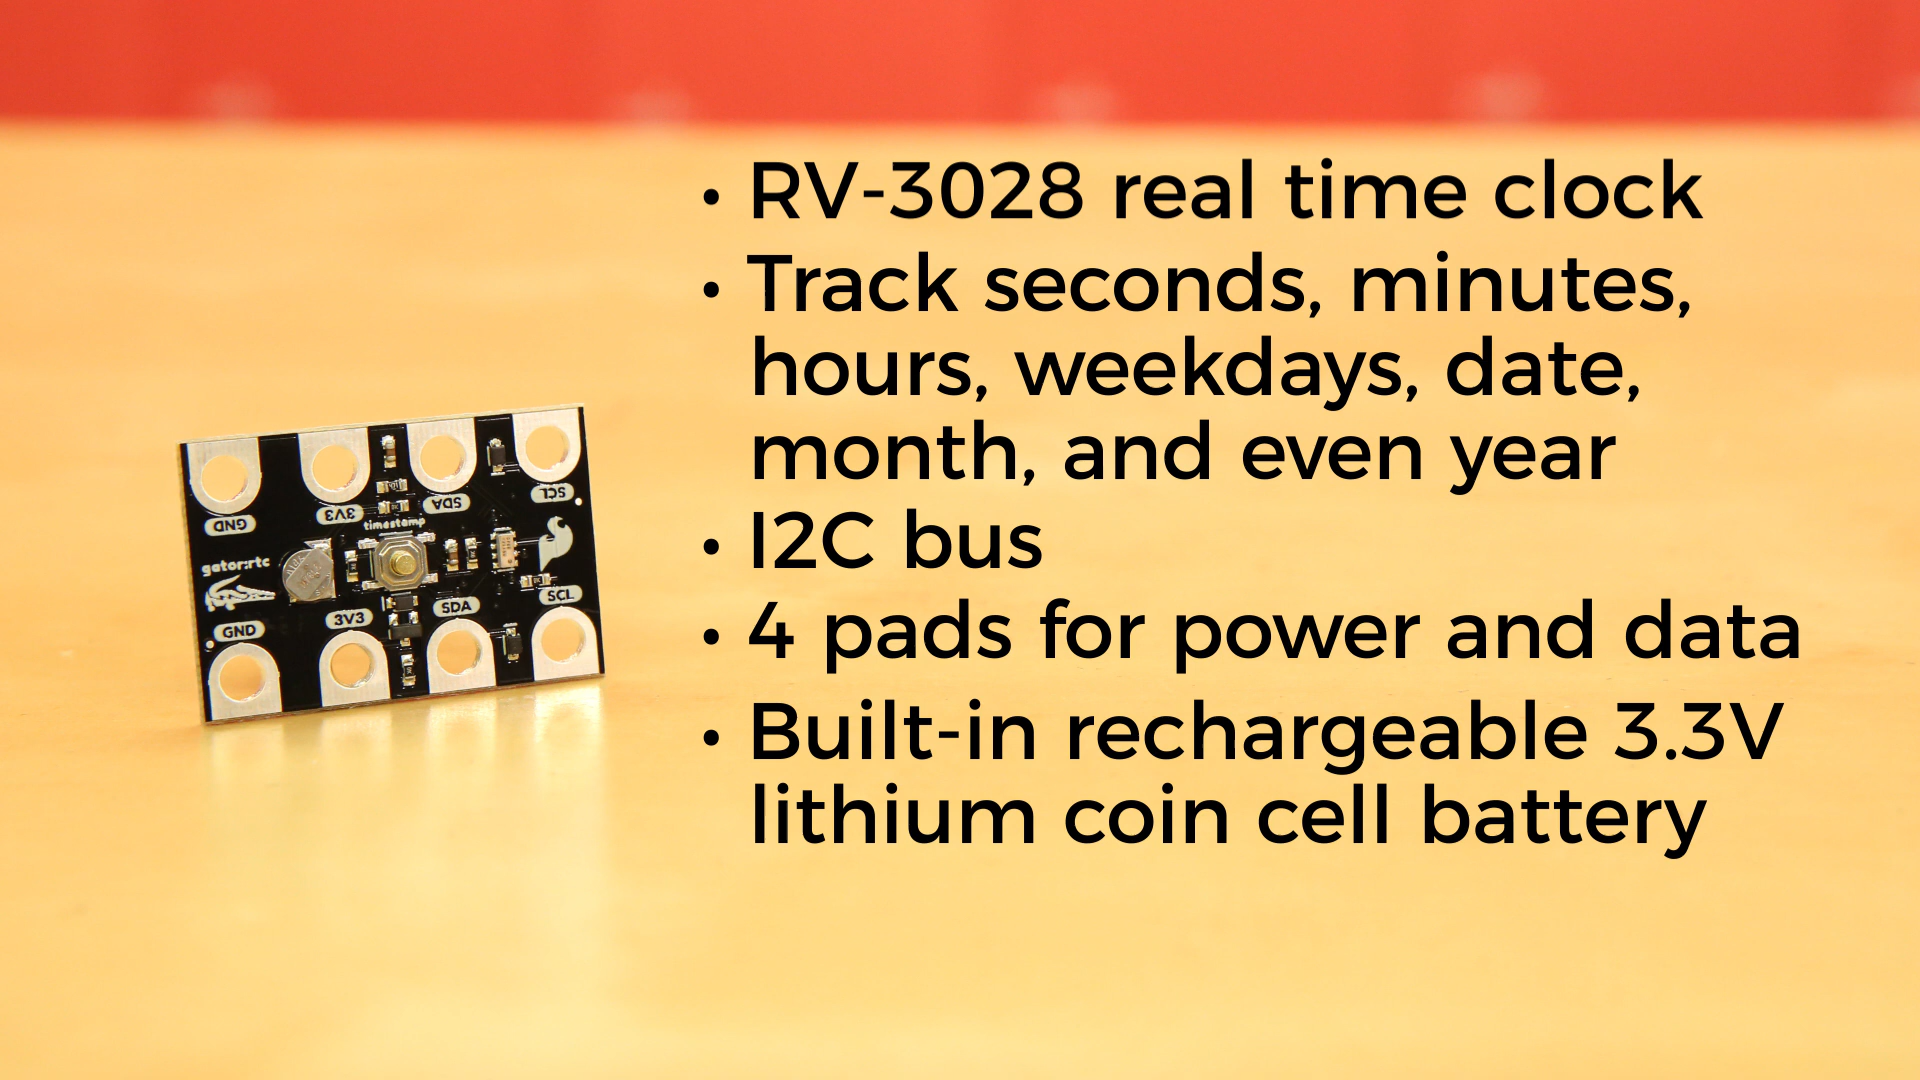 • RV-3028 real time clock
• Track seconds, minutes,
hours, weekdays, date,
month, and even year
• I2C bus
• 4 pads for power and data
• Built-in rechargeable 3.3V
lithium coin cell battery
GND
3V3
SDA
SCL
timestamp
gator:rtc
GND
3V3
SDA
SCL